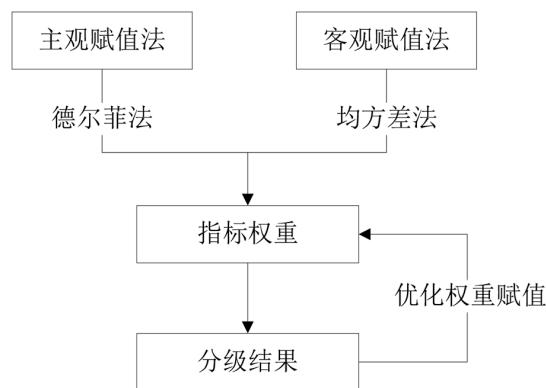 主观赋值法
客观赋值法
德尔菲法
均方差法
指标权重
优化权重赋值
分级结果